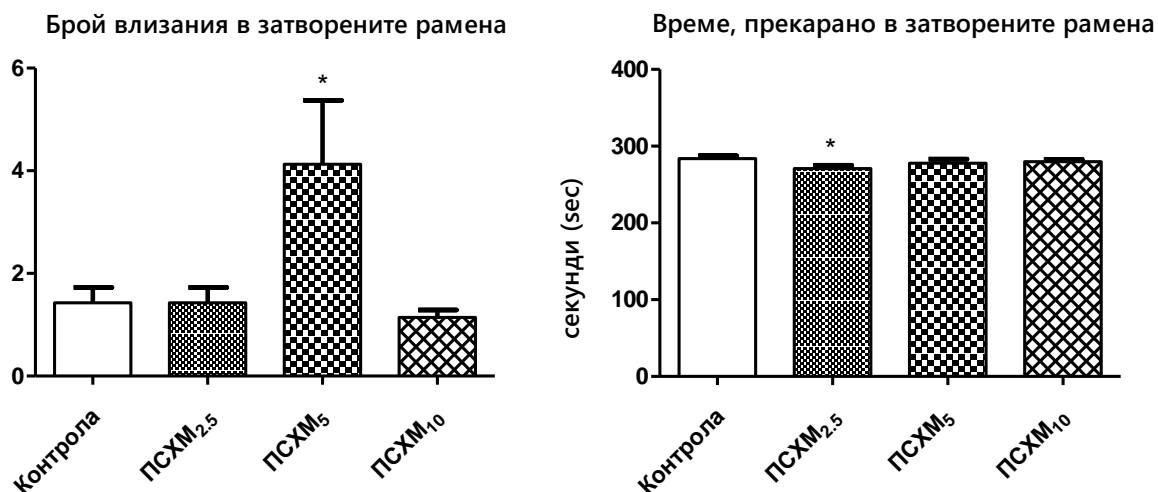 Брой влизания в затворените рамена
6
4
2
0
*
Контрола
ПСХМ2.5
ПСХМ5
ПСХМ10
Време, прекарано в затворените рамена
секунди (sec)
400
300
200
100
0
*
Контрола
ПСХМ2.5
ПСХМ5
ПСХМ10